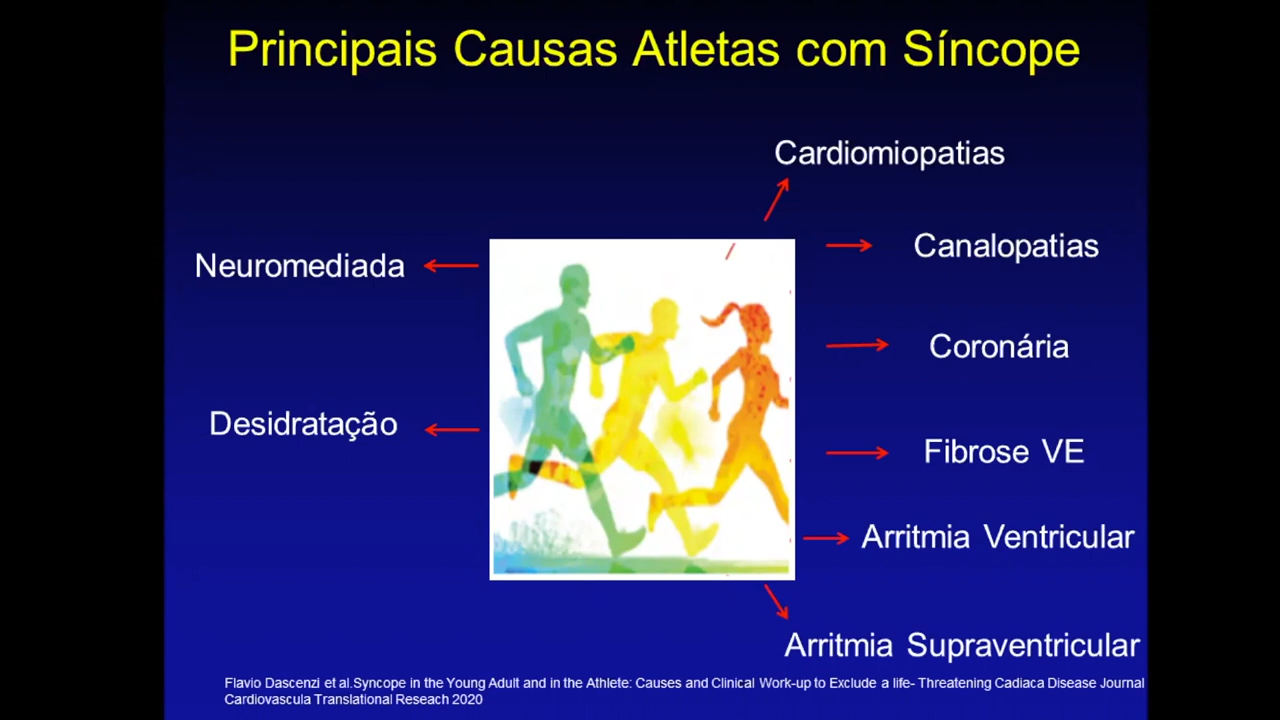 Principais Causas Atletas com Síncope
Cardiomiopatias
Canalopatias
Neuromediada
Coronária
Desidratação
Fibrose VE
Arritmia Ventricular
Arritmia Supraventricular
Flavio Dascenzi et al.Syncope in the Young Adult and in the Athlete: Causes and Clinical Work-up to Exclude a life- Threatening Cadiaca Disease Journal
Cardiovascula Translational Reseach 2020